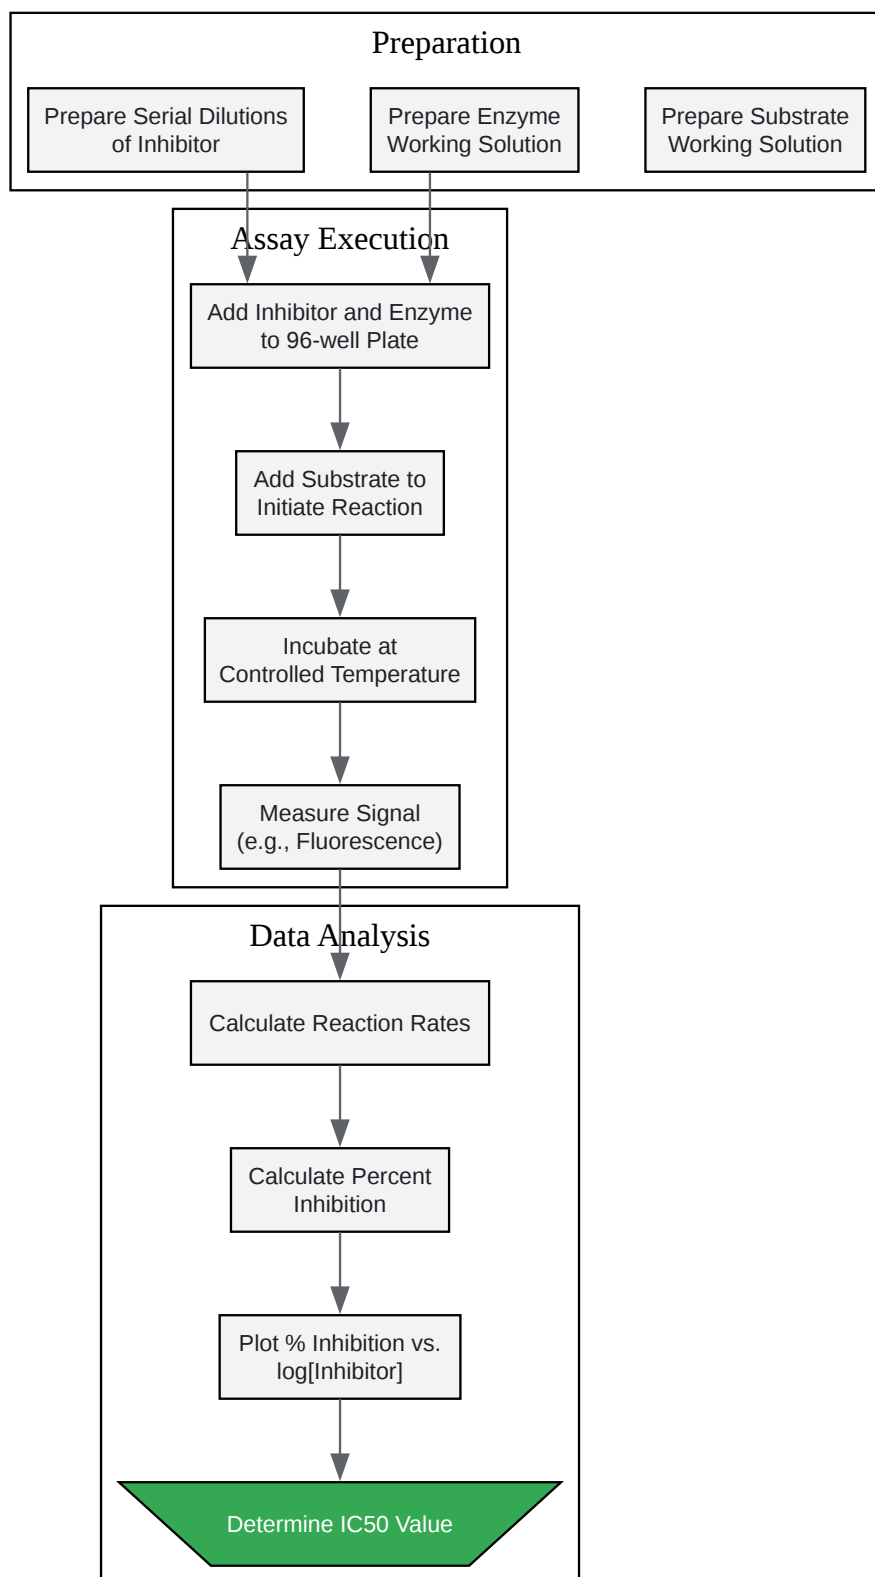 Preparation
Prepare Serial Dilutions
of Inhibitor
Prepare Enzyme
Working Solution
Prepare Substrate
Working Solution
Assay Execution
Add Inhibitor and Enzyme
to 96-well Plate
Add Substrate to
Initiate Reaction
Incubate at
Controlled Temperature
Measure Signal
(e.g., Fluorescence)
Data Analysis
Calculate Reaction Rates
Calculate Percent
Inhibition
Plot % Inhibition vs.
log[Inhibitor]
Determine IC50 Value